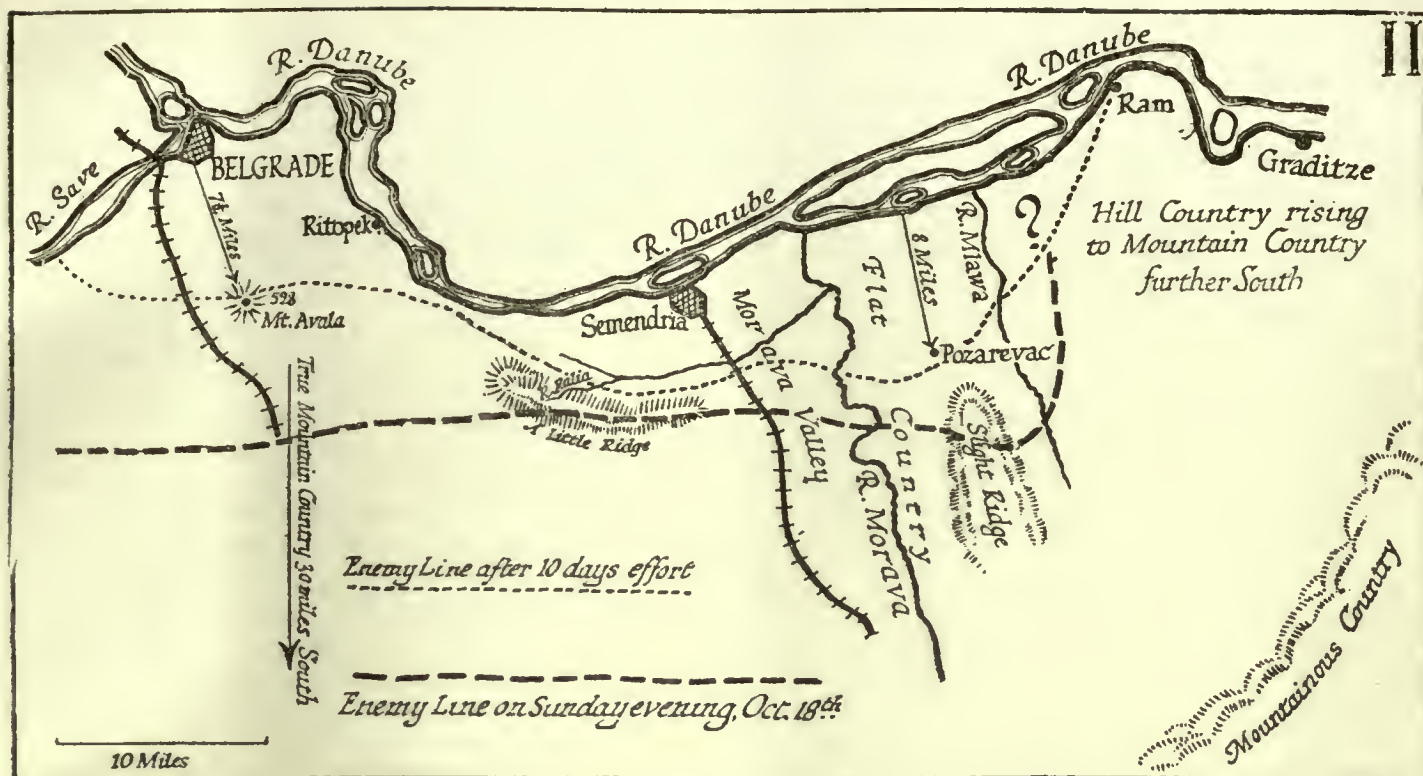 II
R. Danube
R. Danube
Ram
Graditze
R. Save
BELGRADE
7½ Miles
Rittopek
R. Danube
R. Mlawa
?
Hill Country rising
to Mountain Country
further South
528
Mt. Avala
Semendria
Morava
Valley
Flat
Country
8 Miles
Pozarevac
Ralia
A Little Ridge
Slight Ridge
R. Morava
True Mountain Country 30 miles South
Enemy Line after 10 days effort
Enemy Line on Sunday evening, Oct. 18th
Mountainous Country
10 Miles